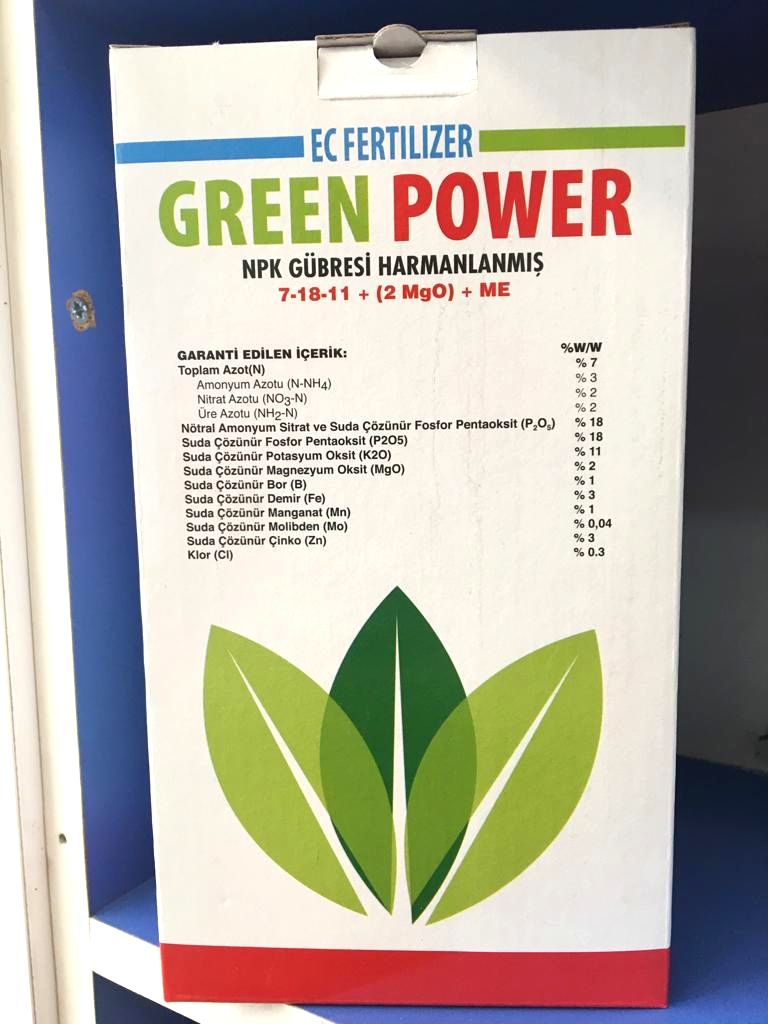 EC FERTILIZER
GREEN POWER
NPK GÜBRESİ HARMANLANMIŞ
7-18-11 + (2 MgO) + ME
GARANTİ EDİLEN İÇERİK: %W/W
Toplam Azot(N) % 7
Amonyum Azotu (N-NH4) % 3
Nitrat Azotu (NO3-N) % 2
Üre Azotu (NH2-N) % 2
Nötral Amonyum Sitrat ve Suda Çözünür Fosfor Pentaoksit (P₂O₅) % 18
Suda Çözünür Fosfor Pentaoksit (P2O5) % 18
Suda Çözünür Potasyum Oksit (K2O) % 11
Suda Çözünür Magnezyum Oksit (MgO) % 2
Suda Çözünür Bor (B) % 1
Suda Çözünür Demir (Fe) % 3
Suda Çözünür Manganat (Mn) % 1
Suda Çözünür Molibden (Mo) % 0,04
Suda Çözünür Çinko (Zn) % 3
Klor (Cl) % 0.3